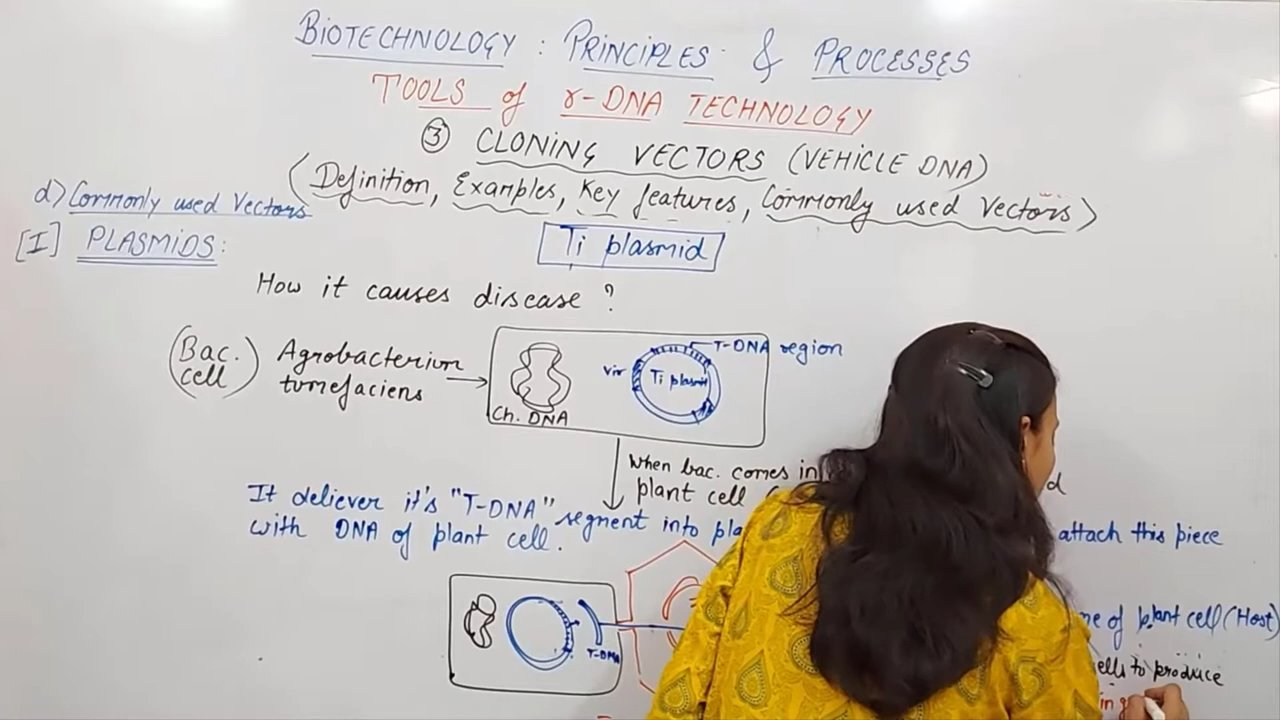 BIOTECHNOLOGY : PRINCIPLES & PROCESSES
TOOLS of r-DNA TECHNOLOGY
③ CLONING VECTORS (VEHICLE DNA)
(Definition, Examples, Key features, Commonly used Vectors)
d) Commonly used Vectors
[I] PLASMIDS:
Ti plasmid
How it causes disease ?
(Bac. cell)
Agrobacterium
tumefaciens
T-DNA region
vir
Ti plasmid
Ch. DNA
When bac. comes in
plant cell
It deliever it's "T-DNA" segment into
attach this piece
with DNA of plant cell.
T-DNA
of plant cell (Host)
to produce
in